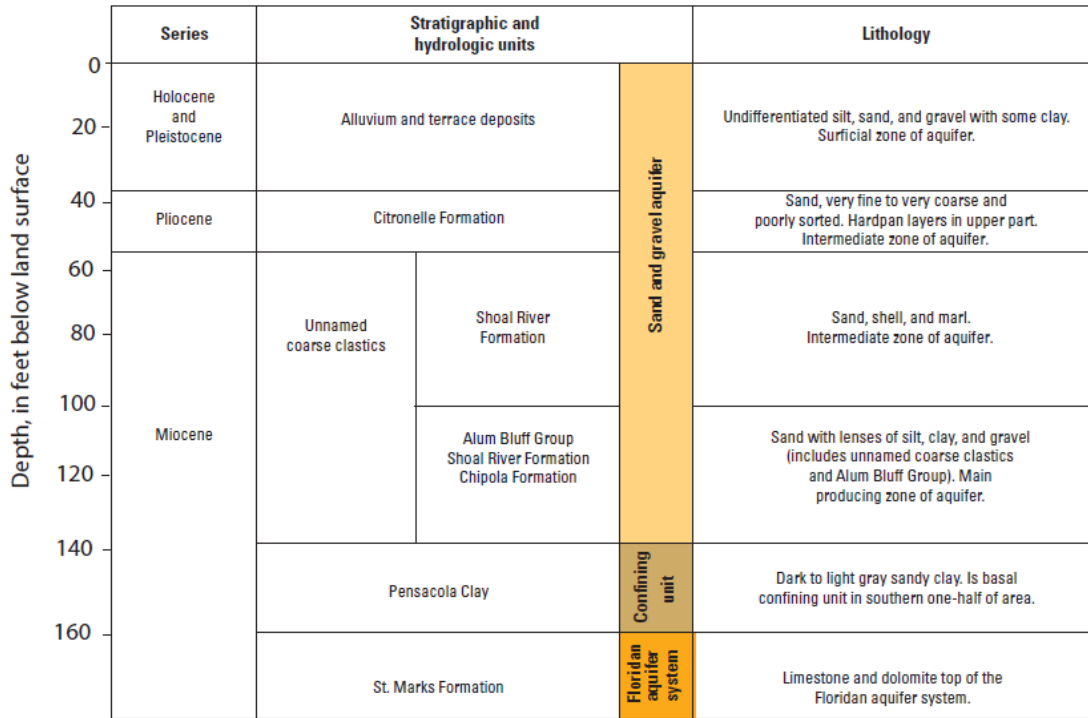 Series
Stratigraphic and
hydrologic units
Lithology
Depth, in feet below land surface
0
20
40
60
80
100
120
140
160
Holocene
and
Pleistocene
Alluvium and terrace deposits
Undifferentiated silt, sand, and gravel with some clay.
Surficial zone of aquifer.
Sand and gravel aquifer
Pliocene
Citronelle Formation
Sand, very fine to very coarse and
poorly sorted. Hardpan layers in upper part.
Intermediate zone of aquifer.
Miocene
Unnamed
coarse clastics
Shoal River
Formation
Sand, shell, and marl.
Intermediate zone of aquifer.
Alum Bluff Group
Shoal River Formation
Chipola Formation
Sand with lenses of silt, clay, and gravel
(includes unnamed coarse clastics
and Alum Bluff Group). Main
producing zone of aquifer.
Pensacola Clay
Confining
unit
Dark to light gray sandy clay. Is basal
confining unit in southern one-half of area.
St. Marks Formation
Floridan
aquifer
system
Limestone and dolomite top of the
Floridan aquifer system.